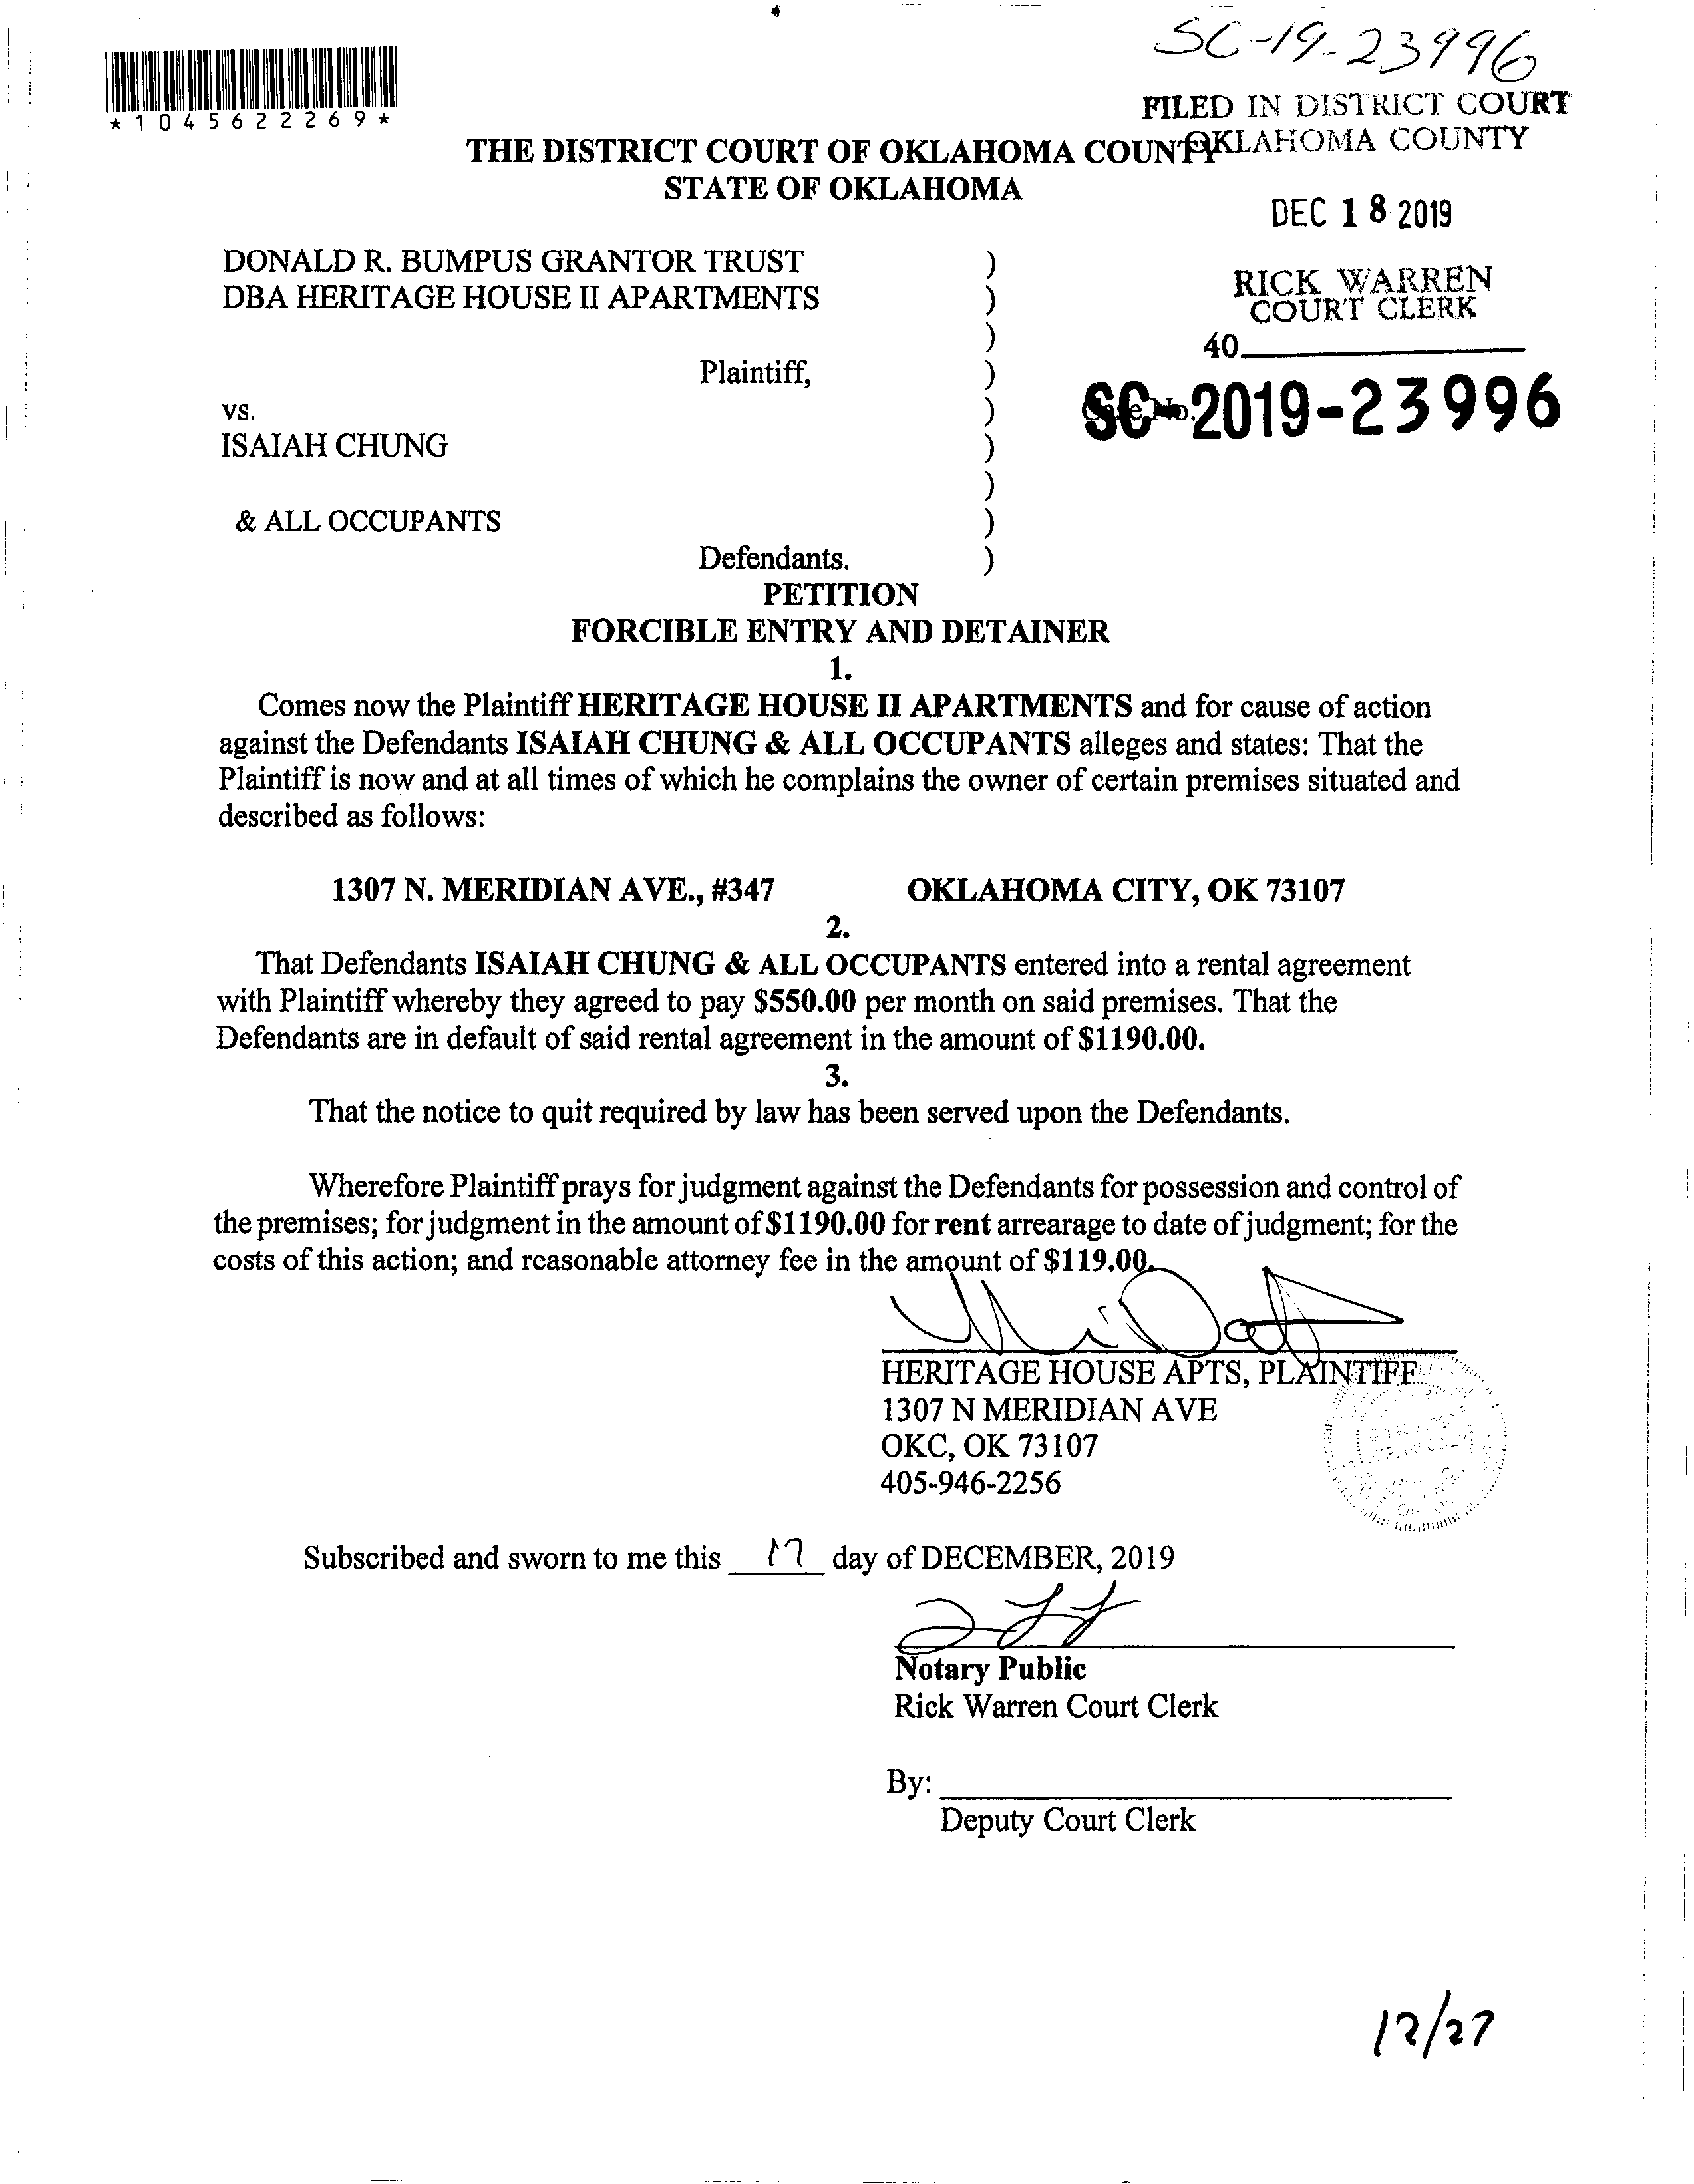 SC-19-23996
*1045622269*
FILED IN DISTRICT COURT
OKLAHOMA COUNTY
THE DISTRICT COURT OF OKLAHOMA COUNTY
STATE OF OKLAHOMA
DEC 18 2019
DONALD R. BUMPUS GRANTOR TRUST )
DBA HERITAGE HOUSE II APARTMENTS )
RICK WARREN
COURT CLERK
)
40
Plaintiff, )
SC-2019-23996
vs. )
ISAIAH CHUNG )
)
& ALL OCCUPANTS )
Defendants. )
PETITION
FORCIBLE ENTRY AND DETAINER
1.
Comes now the Plaintiff HERITAGE HOUSE II APARTMENTS and for cause of action
against the Defendants ISAIAH CHUNG & ALL OCCUPANTS alleges and states: That the
Plaintiff is now and at all times of which he complains the owner of certain premises situated and
described as follows:
1307 N. MERIDIAN AVE., #347 OKLAHOMA CITY, OK 73107
2.
That Defendants ISAIAH CHUNG & ALL OCCUPANTS entered into a rental agreement
with Plaintiff whereby they agreed to pay $550.00 per month on said premises. That the
Defendants are in default of said rental agreement in the amount of $1190.00.
3.
That the notice to quit required by law has been served upon the Defendants.
Wherefore Plaintiff prays for judgment against the Defendants for possession and control of
the premises; for judgment in the amount of $1190.00 for rent arrearage to date of judgment; for the
costs of this action; and reasonable attorney fee in the amount of $119.00.
HERITAGE HOUSE APTS, PLAINTIFF
1307 N MERIDIAN AVE
OKC, OK 73107
405-946-2256
Subscribed and sworn to me this 17 day of DECEMBER, 2019
Notary Public
Rick Warren Court Clerk
By:
Deputy Court Clerk
12/27